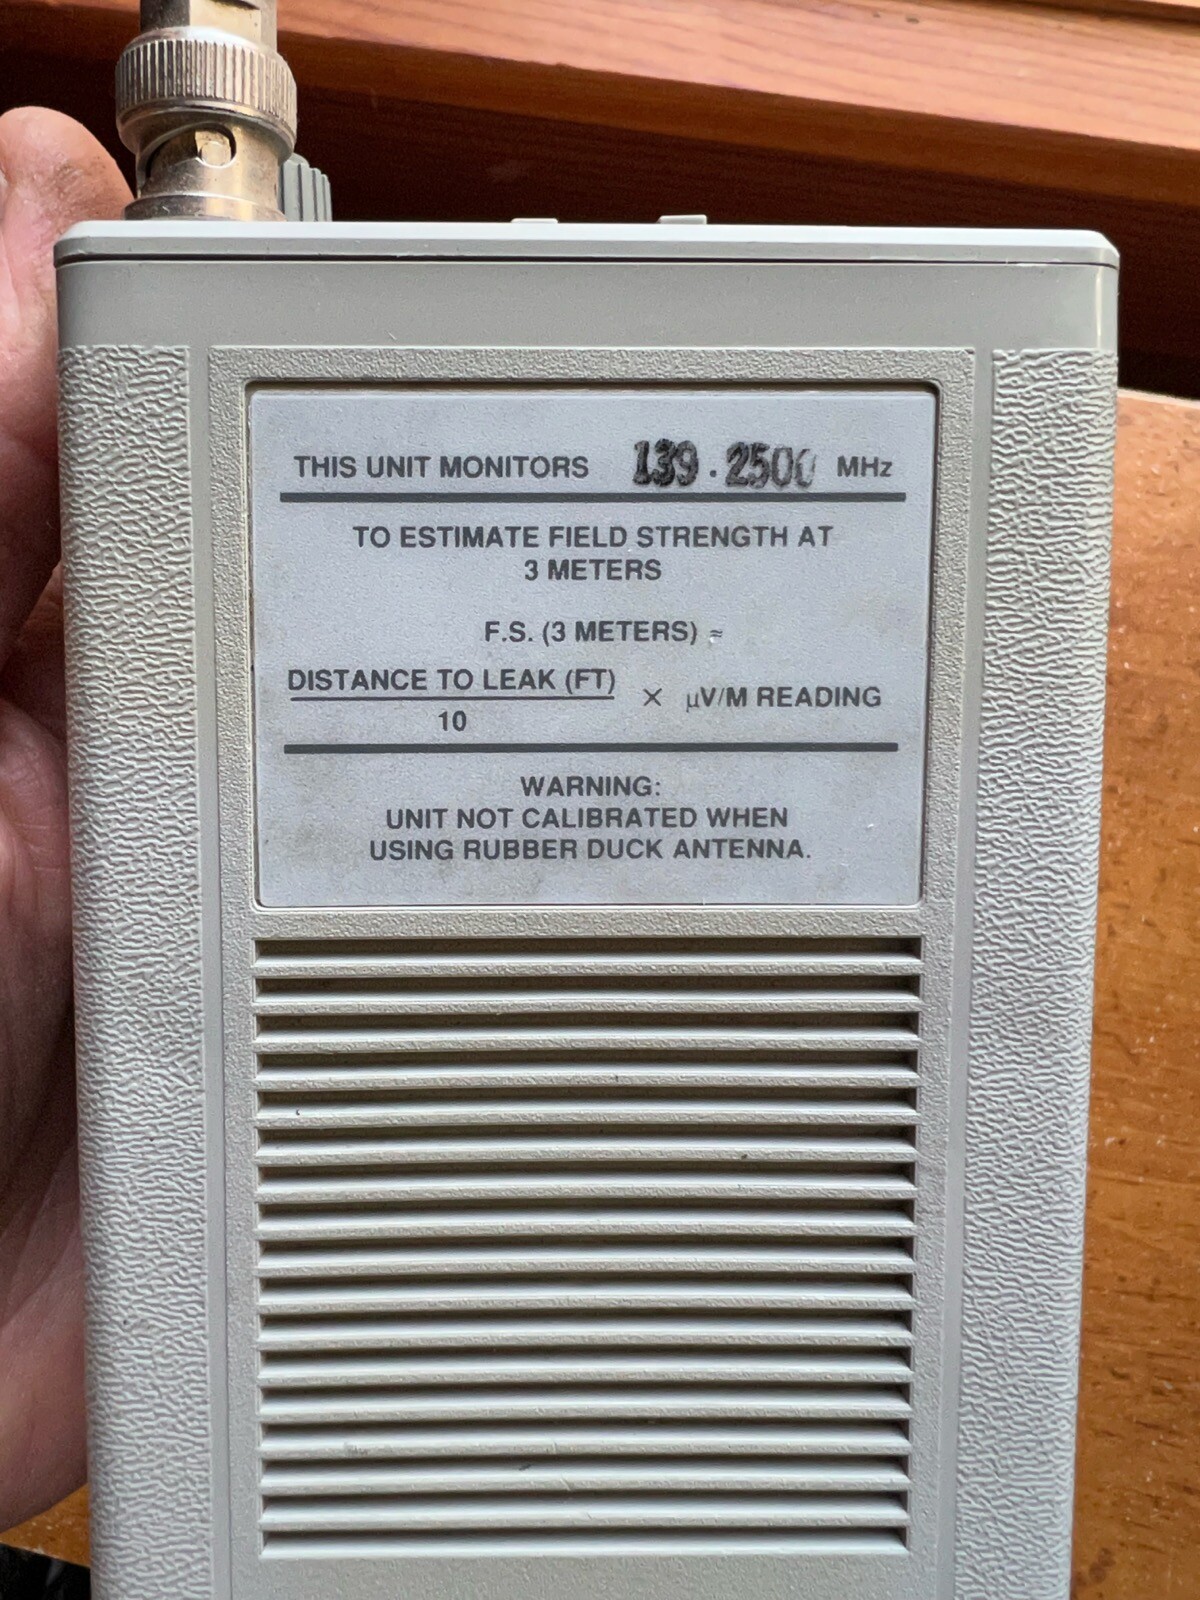 THIS UNIT MONITORS 139.2500 MHz
TO ESTIMATE FIELD STRENGTH AT
3 METERS
F.S. (3 METERS) ≈
DISTANCE TO LEAK (FT)
10
× µV/M READING
WARNING:
UNIT NOT CALIBRATED WHEN
USING RUBBER DUCK ANTENNA.